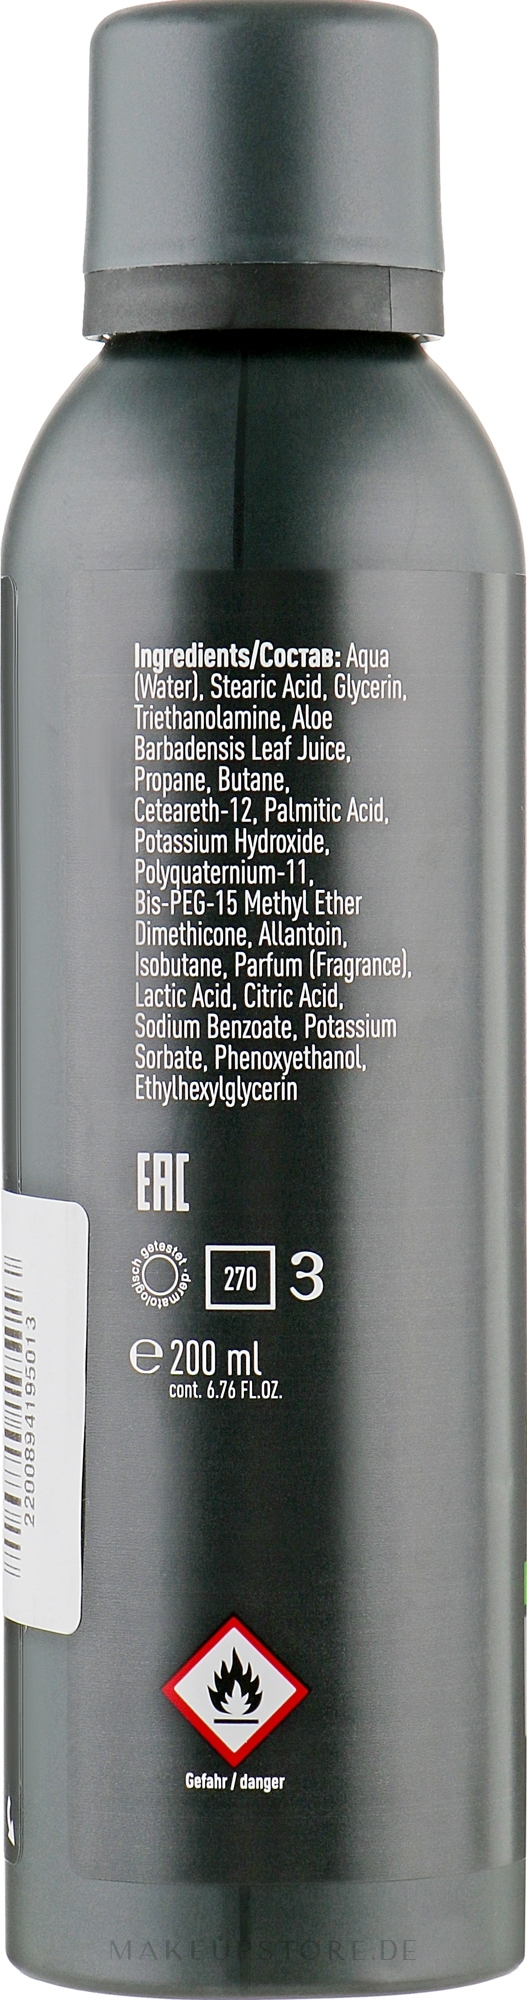 Ingredients/Состав: Aqua
(Water), Stearic Acid, Glycerin,
Triethanolamine, Aloe
Barbadensis Leaf Juice,
Propane, Butane,
Ceteareth-12, Palmitic Acid,
Potassium Hydroxide,
Polyquaternium-11,
Bis-PEG-15 Methyl Ether
Dimethicone, Allantoin,
Isobutane, Parfum (Fragrance),
Lactic Acid, Citric Acid,
Sodium Benzoate, Potassium
Sorbate, Phenoxyethanol,
Ethylhexylglycerin
EAC
dermatologisch getestet
270 3
e 200 ml
cont. 6.76 FL.OZ.
2200894195013
Gefahr / danger
MAKEUPSTORE.DE